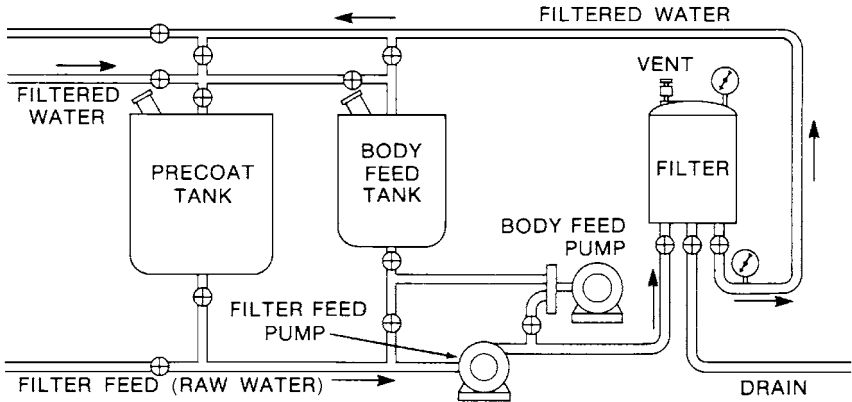 FILTERED WATER
VENT
FILTERED
WATER
PRECOAT
TANK
BODY
FEED
TANK
FILTER
BODY FEED
PUMP
FILTER FEED
PUMP
FILTER FEED (RAW WATER)
DRAIN